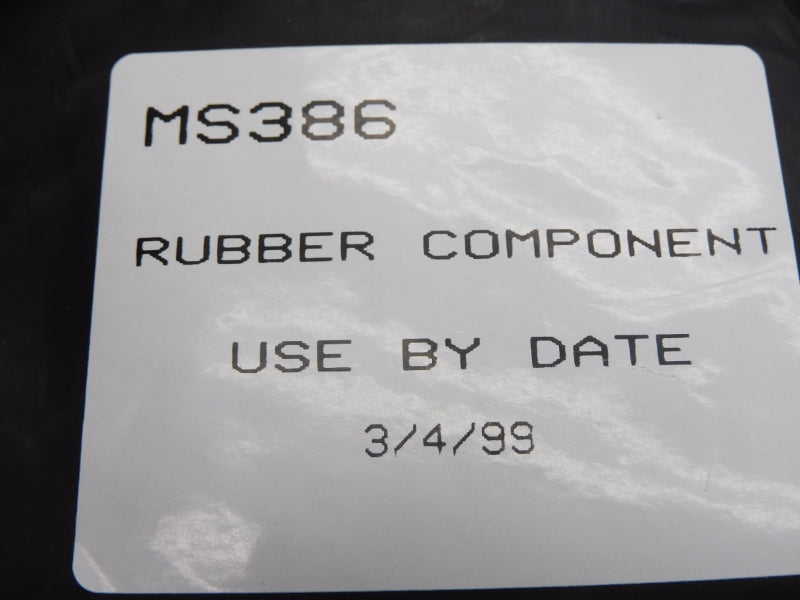 MS386
RUBBER COMPONENT
USE BY DATE
3/4/99